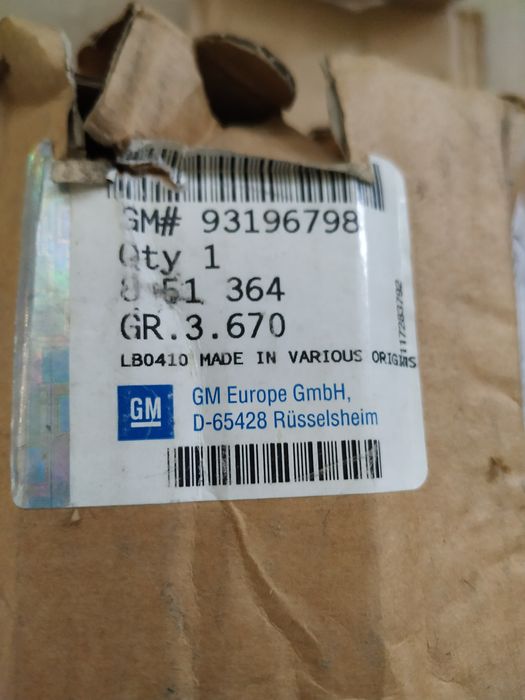 GM# 93196798
Qty 1
8 51 364
GR.3.670
LB0410 MADE IN VARIOUS ORIGINS
GM
GM Europe GmbH,
D-65428 Rüsselsheim